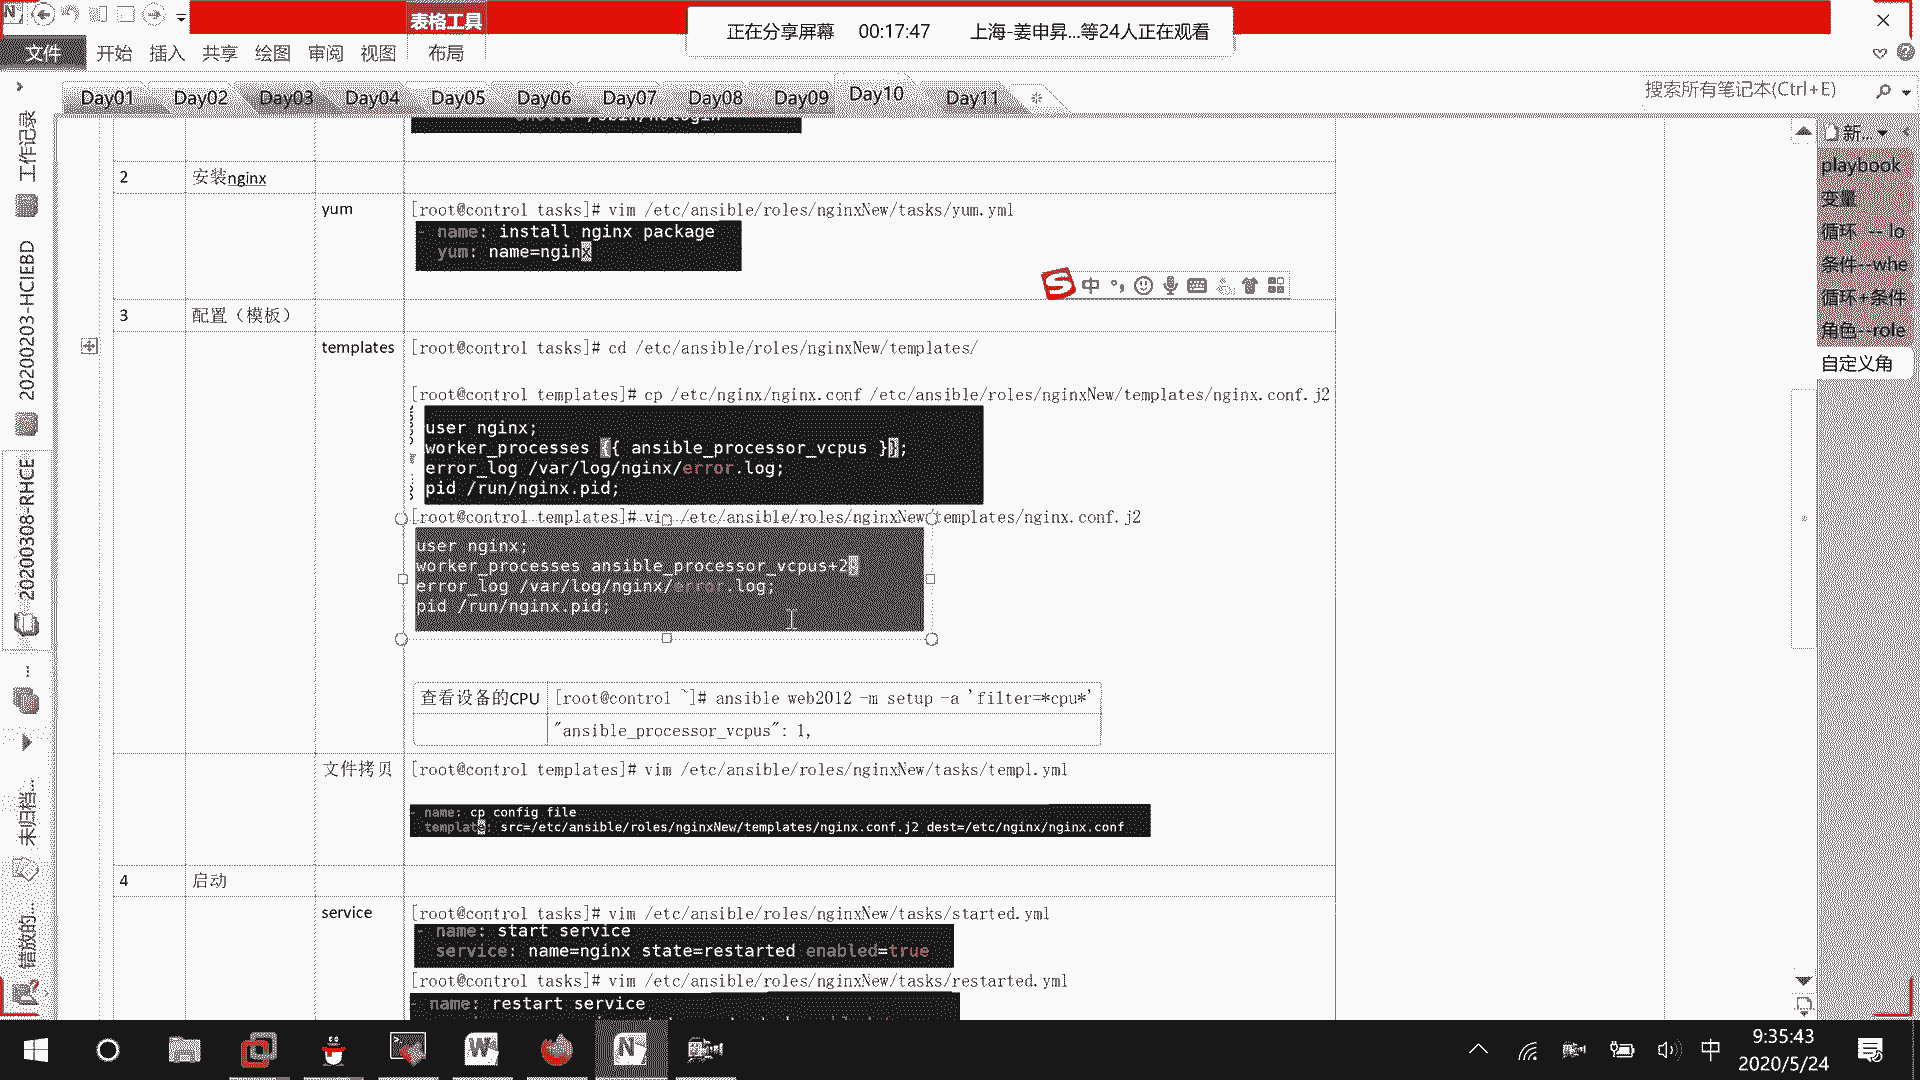 表格工具
正在分享屏幕 00:17:47 上海-姜申昇...等24人正在观看
文件 开始 插入 共享 绘图 审阅 视图 布局
Day01 Day02 Day03 Day04 Day05 Day06 Day07 Day08 Day09 Day10 Day11
搜索所有笔记本(Ctrl+E)
工作记录
20200203-HCIEBD
20200308-RHCE
...
未归档...
错放的...
新...
playbook
变量
循环 -- lo
条件--whe
循环+条件
角色--role
自定义角
2 安装nginx
yum [root@control tasks]# vim /etc/ansible/roles/nginxNew/tasks/yum.yml
- name: install nginx package
yum: name=nginx
中
3 配置（模板）
templates [root@control tasks]# cd /etc/ansible/roles/nginxNew/templates/
[root@control templates]# cp /etc/nginx/nginx.conf /etc/ansible/roles/nginxNew/templates/nginx.conf.j2
user nginx;
worker_processes {{ ansible_processor_vcpus }};
error_log /var/log/nginx/error.log;
pid /run/nginx.pid;
[root@control templates]# vim /etc/ansible/roles/nginxNew/templates/nginx.conf.j2
user nginx;
worker_processes ansible_processor_vcpus+2;
error_log /var/log/nginx/error.log;
pid /run/nginx.pid;
查看设备的CPU [root@control ~]# ansible web2012 -m setup -a 'filter=*cpu*'
"ansible_processor_vcpus": 1,
文件拷贝 [root@control templates]# vim /etc/ansible/roles/nginxNew/tasks/templ.yml
- name: cp config file
template: src=/etc/ansible/roles/nginxNew/templates/nginx.conf.j2 dest=/etc/nginx/nginx.conf
4 启动
service [root@control tasks]# vim /etc/ansible/roles/nginxNew/tasks/started.yml
- name: start service
service: name=nginx state=restarted enabled=true
[root@control tasks]# vim /etc/ansible/roles/nginxNew/tasks/restarted.yml
- name: restart service
中
9:35:43
2020/5/24